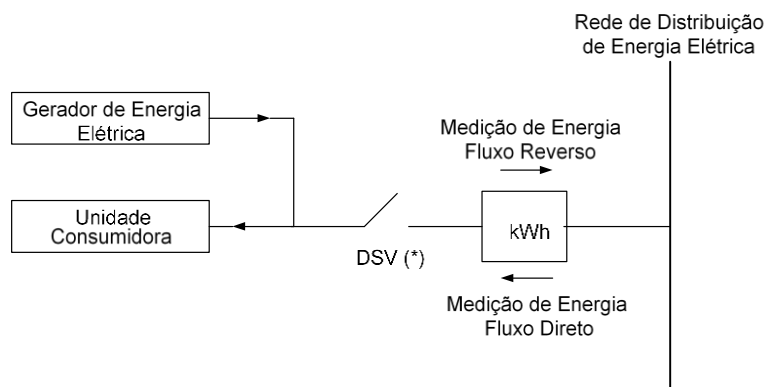 Rede de Distribuição
de Energia Elétrica
Gerador de Energia
Elétrica
Medição de Energia
Fluxo Reverso
Unidade
Consumidora
kWh
DSV (*)
Medição de Energia
Fluxo Direto